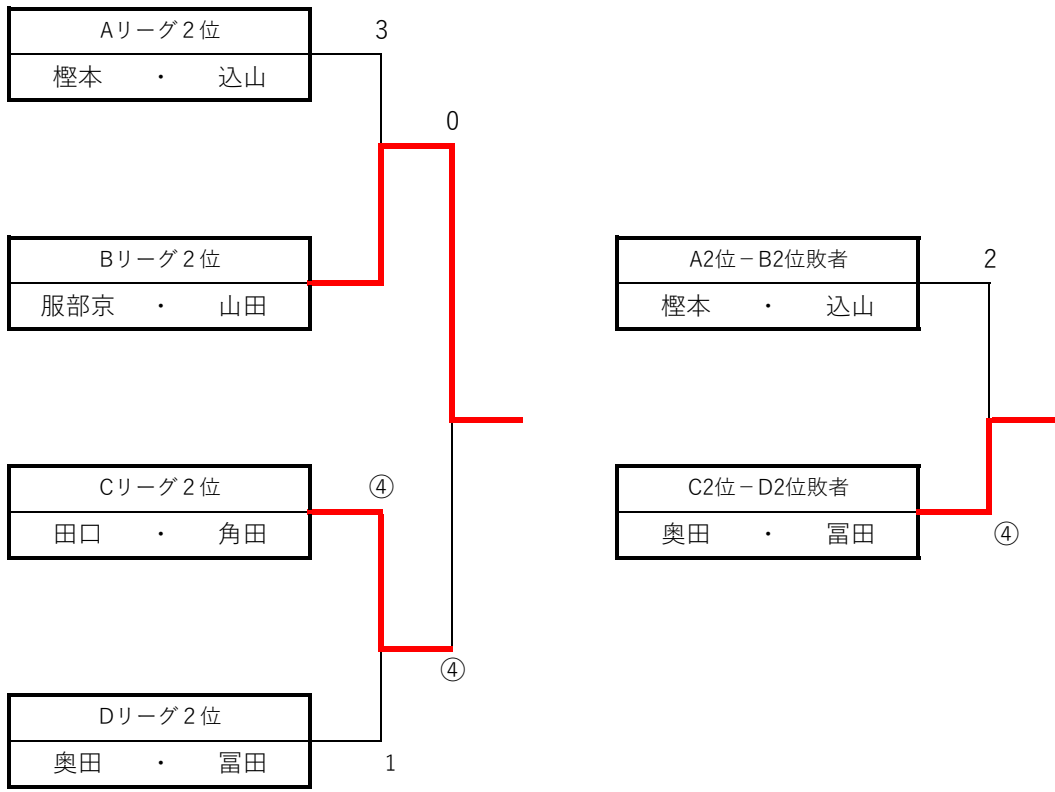 Aリーグ２位
3
樫本 ・ 込山
0
Bリーグ２位
服部京 ・ 山田
A2位－B2位敗者
2
樫本 ・ 込山
Cリーグ２位
④
田口 ・ 角田
C2位－D2位敗者
奥田 ・ 冨田
④
④
Dリーグ２位
奥田 ・ 冨田
1